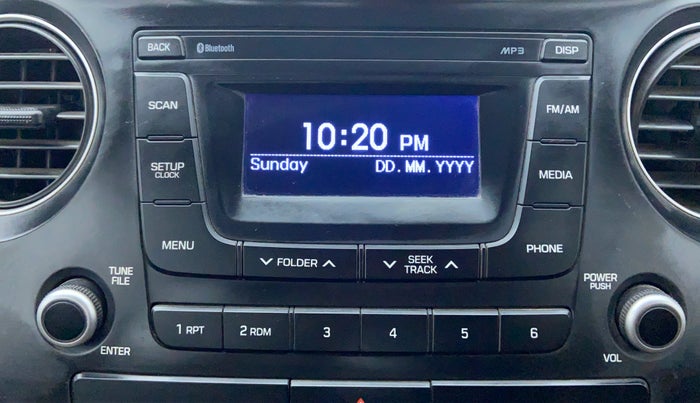 BACK Bluetooth MP3 DISP
SCAN FM/AM
10:20 PM
SETUP
CLOCK
Sunday DD.MM.YYYY
MEDIA
MENU
FOLDER
SEEK
TRACK
PHONE
TUNE
FILE
POWER
PUSH
1 RPT 2 RDM 3 4 5 6
ENTER VOL